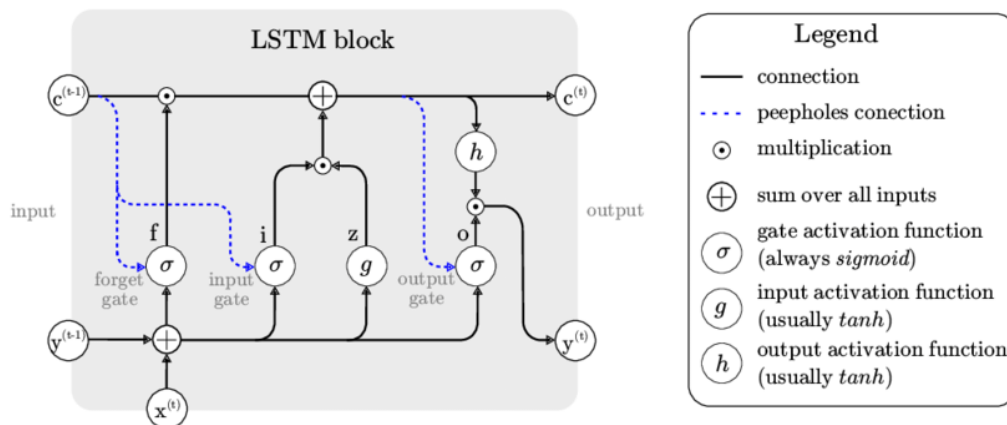 LSTM block
c(t-1)
c(t)
h
input
output
f
i
z
o
σ
σ
g
σ
forget
gate
input
gate
output
gate
y(t-1)
y(t)
x(t)
Legend
connection
peepholes conection
multiplication
sum over all inputs
σ
gate activation function
(always sigmoid)
g
input activation function
(usually tanh)
h
output activation function
(usually tanh)